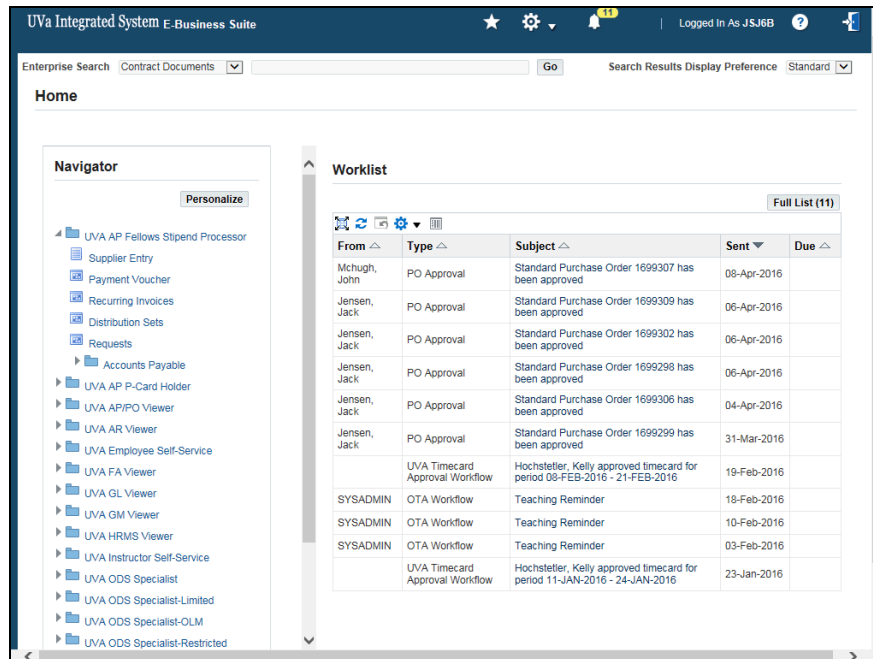 UVa Integrated System E-Business Suite
11
Logged In As JSJ6B
?
Enterprise Search Contract Documents Go Search Results Display Preference Standard
Home
Navigator
Personalize
UVA AP Fellows Stipend Processor
Supplier Entry
Payment Voucher
Recurring Invoices
Distribution Sets
Requests
Accounts Payable
UVA AP P-Card Holder
UVA AP/PO Viewer
UVA AR Viewer
UVA Employee Self-Service
UVA FA Viewer
UVA GL Viewer
UVA GM Viewer
UVA HRMS Viewer
UVA Instructor Self-Service
UVA ODS Specialist
UVA ODS Specialist-Limited
UVA ODS Specialist-OLM
UVA ODS Specialist-Restricted
Worklist
Full List (11)
From Type Subject Sent Due
Mchugh, John PO Approval Standard Purchase Order 1699307 has been approved 08-Apr-2016
Jensen, Jack PO Approval Standard Purchase Order 1699309 has been approved 06-Apr-2016
Jensen, Jack PO Approval Standard Purchase Order 1699302 has been approved 06-Apr-2016
Jensen, Jack PO Approval Standard Purchase Order 1699298 has been approved 06-Apr-2016
Jensen, Jack PO Approval Standard Purchase Order 1699306 has been approved 04-Apr-2016
Jensen, Jack PO Approval Standard Purchase Order 1699299 has been approved 31-Mar-2016
UVA Timecard Approval Workflow Hochstetler, Kelly approved timecard for period 08-FEB-2016 - 21-FEB-2016 19-Feb-2016
SYSADMIN OTA Workflow Teaching Reminder 18-Feb-2016
SYSADMIN OTA Workflow Teaching Reminder 10-Feb-2016
SYSADMIN OTA Workflow Teaching Reminder 03-Feb-2016
UVA Timecard Approval Workflow Hochstetler, Kelly approved timecard for period 11-JAN-2016 - 24-JAN-2016 23-Jan-2016